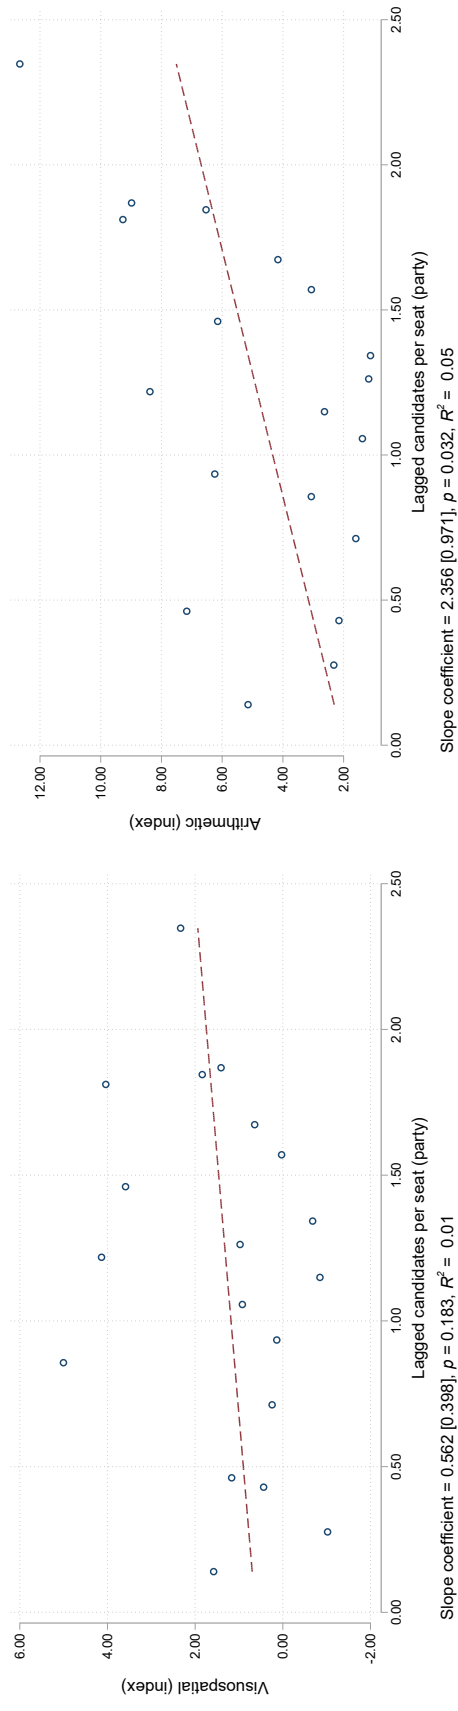 Visuospatial (index)
6.00
4.00
2.00
0.00
-2.00
0.00 0.50 1.00 1.50 2.00 2.50
Lagged candidates per seat (party)
Slope coefficient = 0.562 [0.398], p = 0.183, R² = 0.01
Arithmetic (index)
12.00
10.00
8.00
6.00
4.00
2.00
0.00 0.50 1.00 1.50 2.00 2.50
Lagged candidates per seat (party)
Slope coefficient = 2.356 [0.971], p = 0.032, R² = 0.05